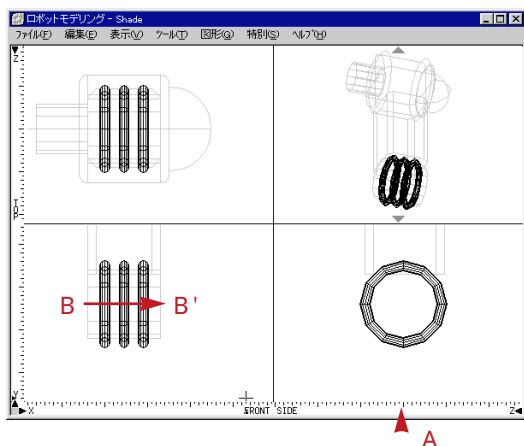 ロボットモデリング - Shade
ファイル(F) 編集(E) 表示(V) ツール(T) 図形(G) 特別(S) ヘルプ(H)
Z
TOP
B B'
Y
X FRONT SIDE Z
A